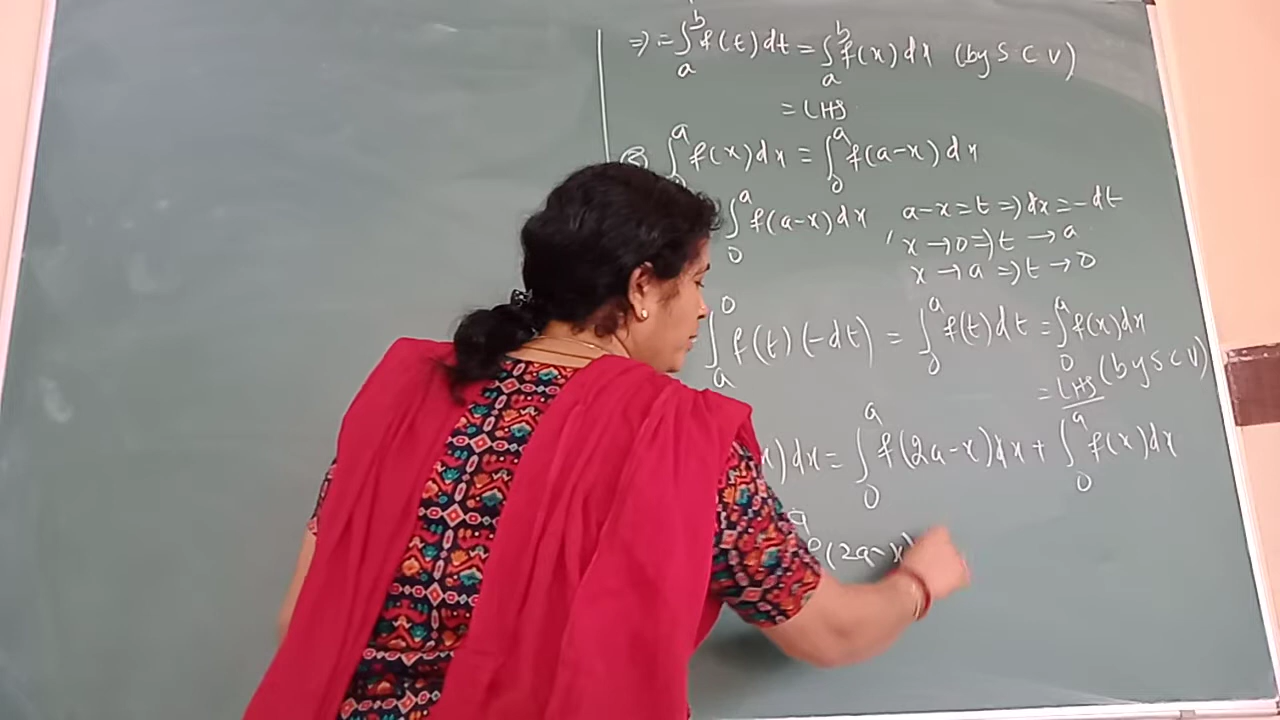 ⇒ = ∫_a^b f(t) dt = ∫_a^b f(x) dx (by S C V)
= LHS
∫_0^a f(x) dx = ∫_0^a f(a-x) dx
∫_0^a f(a-x) dx , a-x = t ⇒ dx = -dt
x → 0 ⇒ t → a
x → a ⇒ t → 0
∫_a^0 f(t) (-dt) = ∫_0^a f(t) dt = ∫_0^a f(x) dx
(by S C V)
= LHS
x) dx = ∫_0^a f(2a-x) dx + ∫_0^a f(x) dx
a f(2a-x)